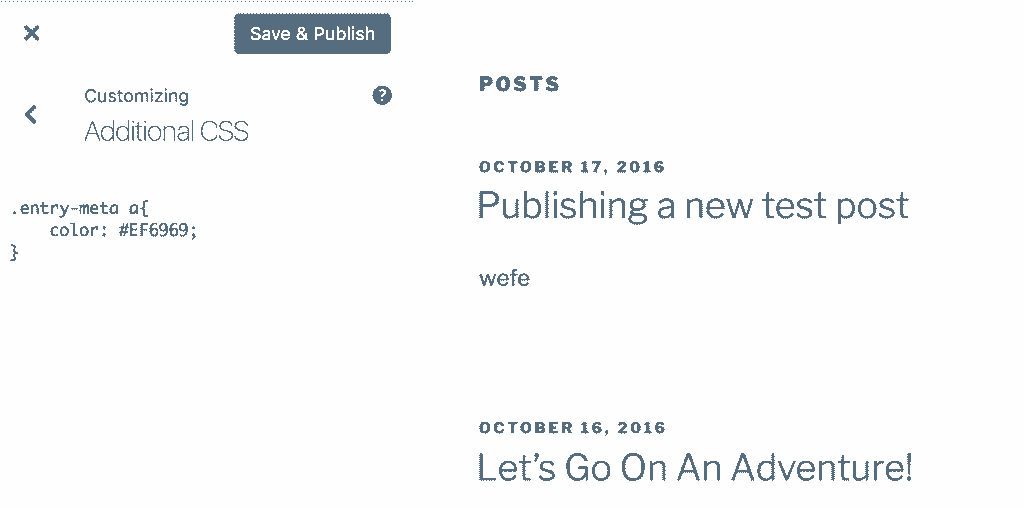 Save & Publish
Customizing
Additional CSS
.entry-meta a{
    color: #EF6969;
}
POSTS
OCTOBER 17, 2016
Publishing a new test post
wefe
OCTOBER 16, 2016
Let's Go On An Adventure!